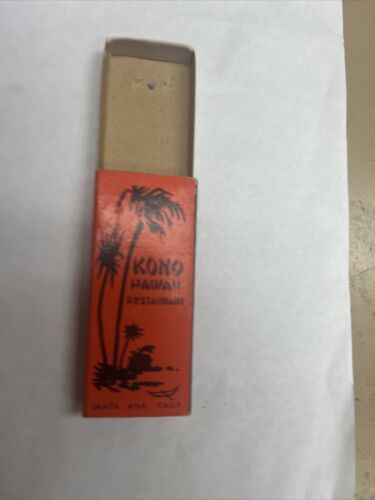 KONO
HAWAII
RESTAURANT
SANTA ANA, CALIF.